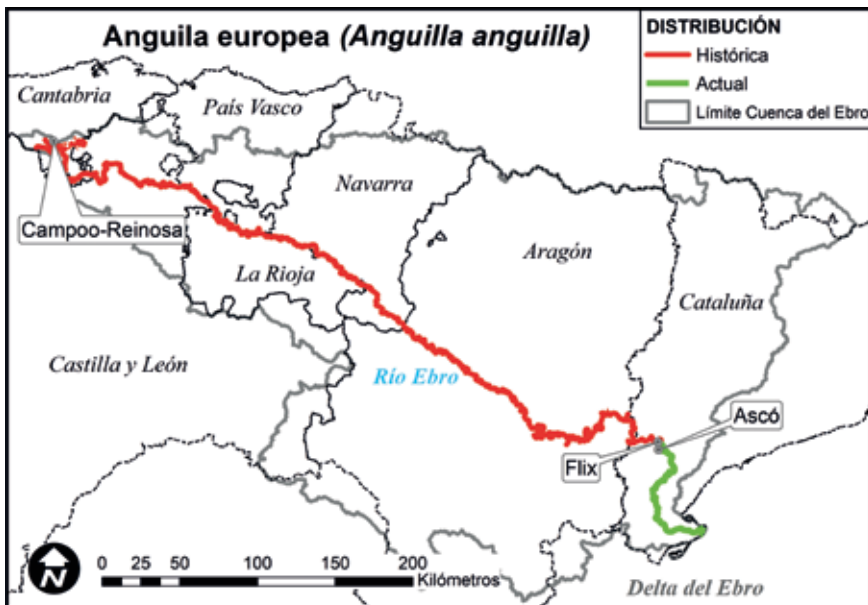 Anguila europea (Anguilla anguilla)
DISTRIBUCIÓN
Histórica
Actual
Límite Cuenca del Ebro
Cantabria
País Vasco
Navarra
Campoo-Reinosa
La Rioja
Aragón
Cataluña
Castilla y León
Río Ebro
Ascó
Flix
N
0 25 50 100 150 200
Kilómetros
Delta del Ebro